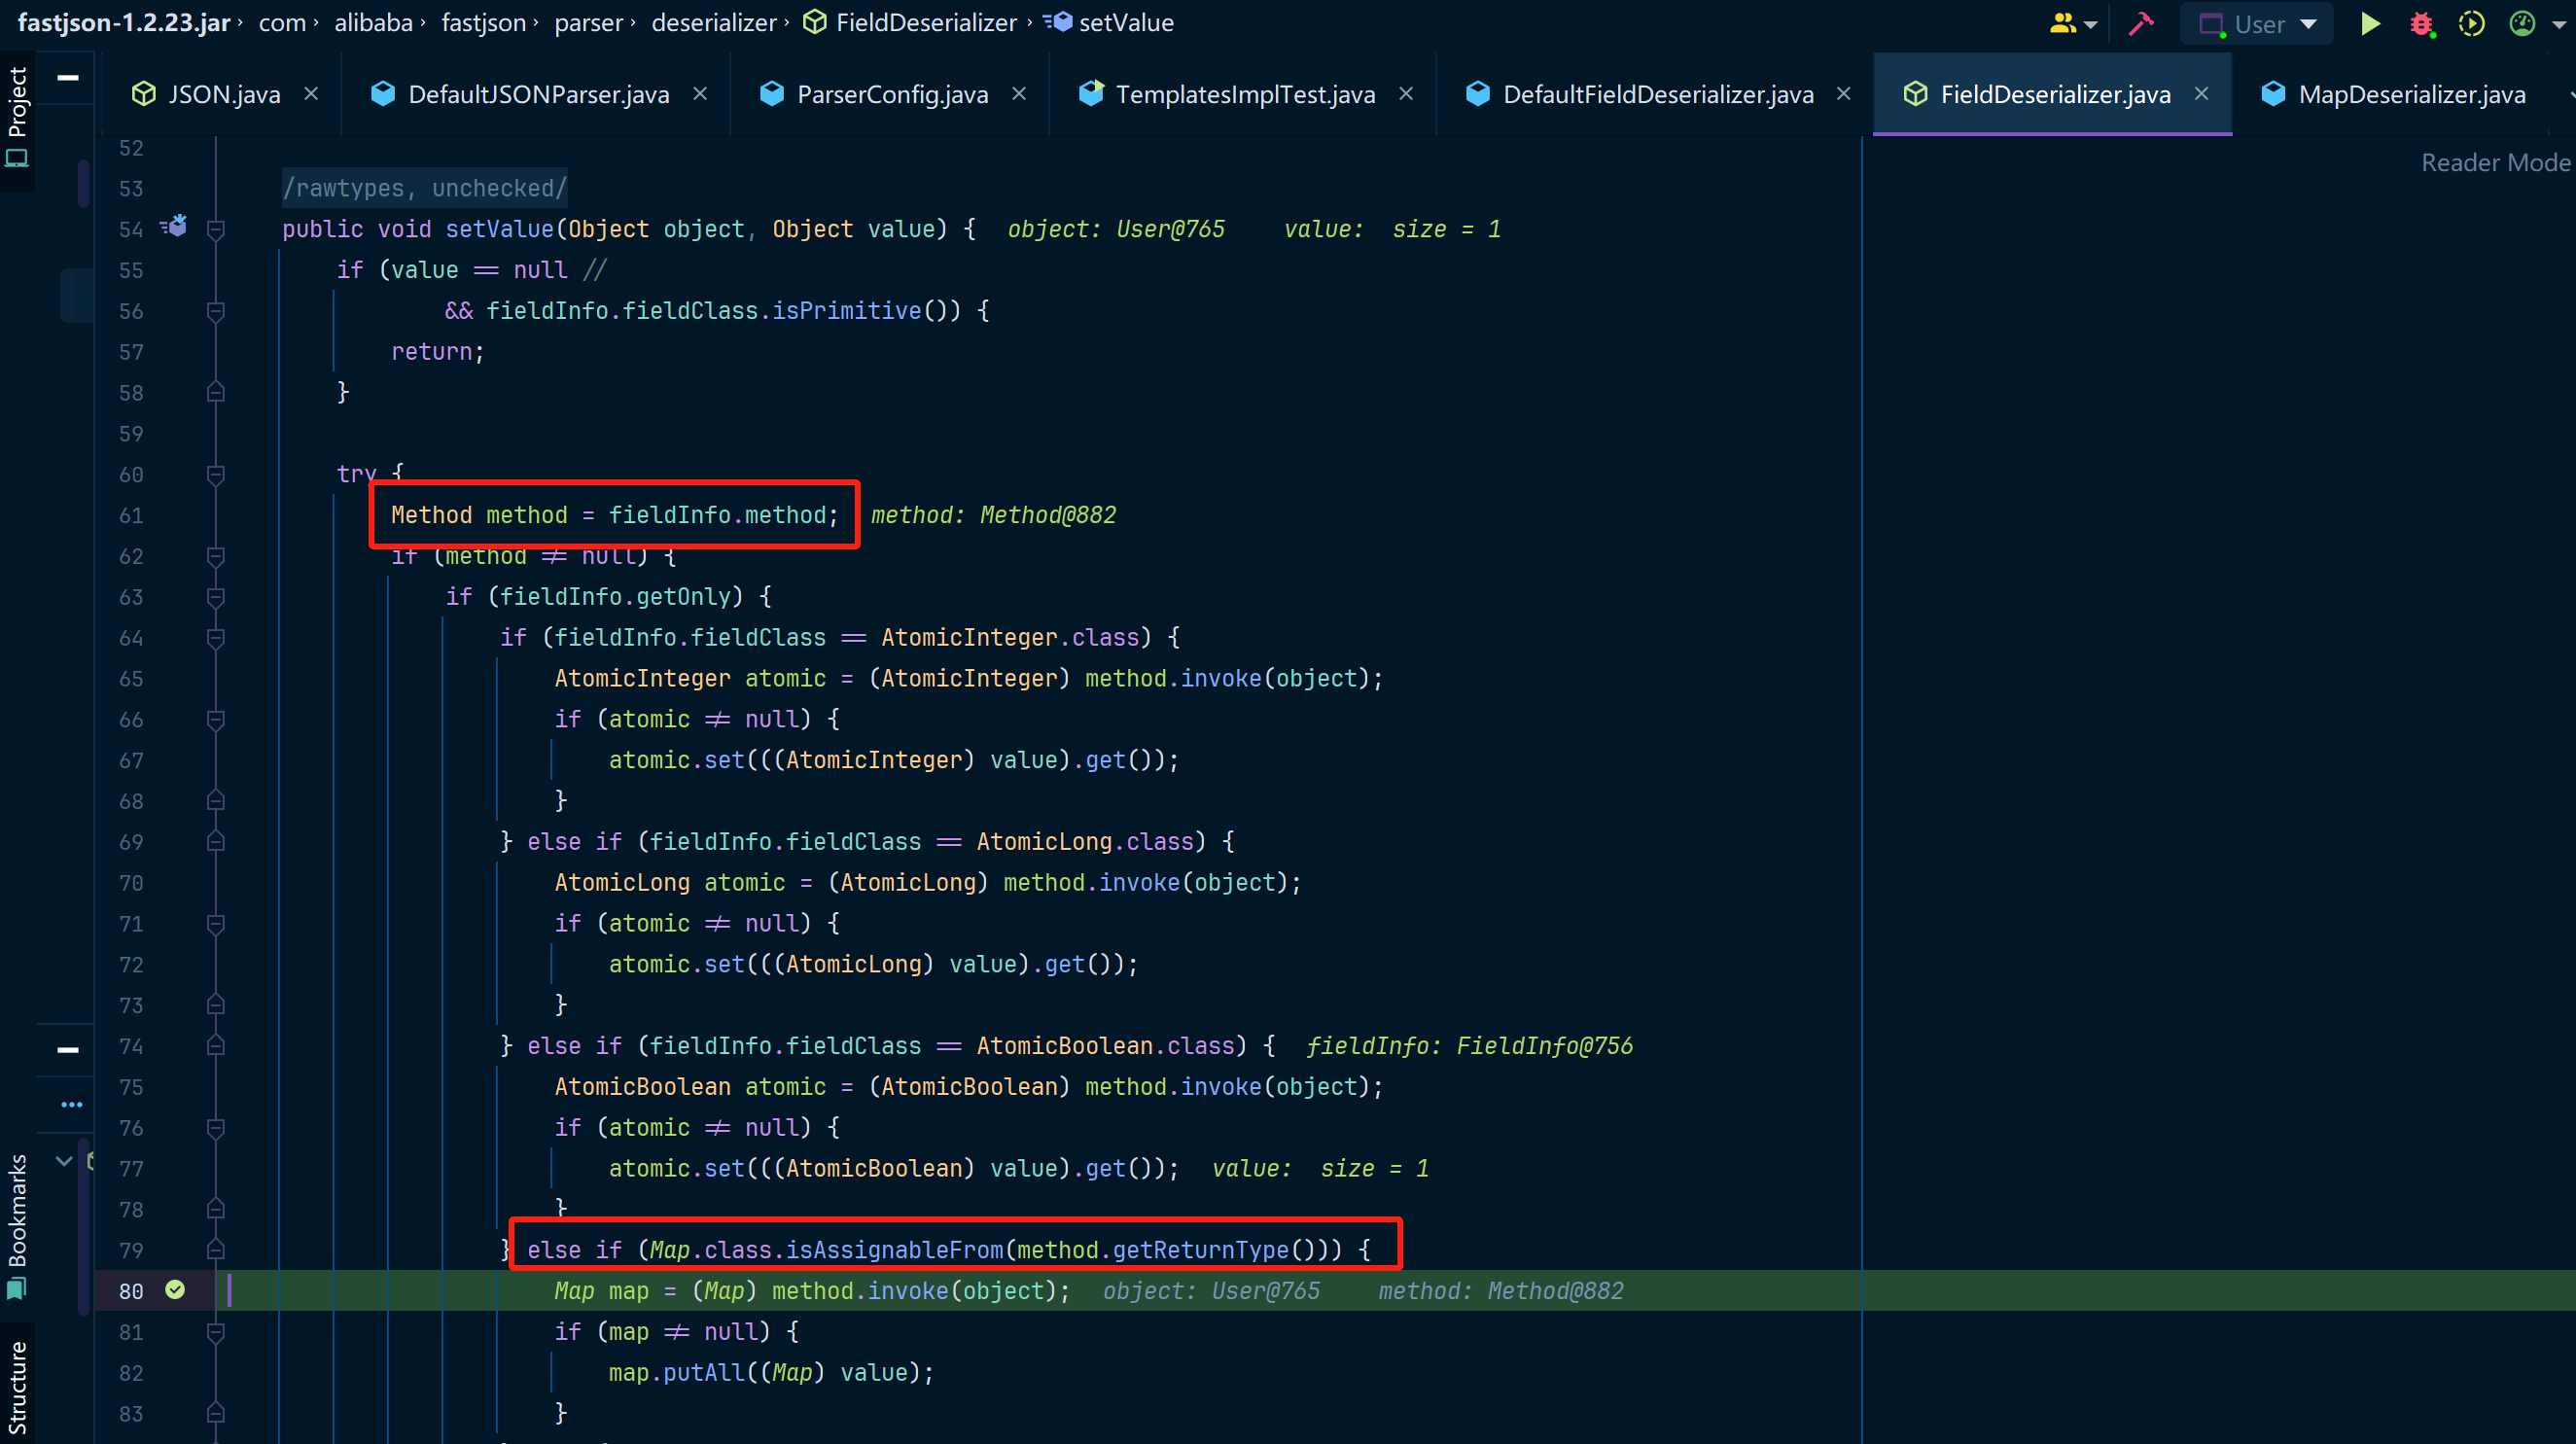 fastjson-1.2.23.jar › com › alibaba › fastjson › parser › deserializer › FieldDeserializer › setValue
User
JSON.java × DefaultJSONParser.java × ParserConfig.java × TemplatesImplTest.java × DefaultFieldDeserializer.java × FieldDeserializer.java × MapDeserializer.java
Project
Reader Mode
52
53 /rawtypes, unchecked/
54 public void setValue(Object object, Object value) { object: User@765 value: size = 1
55 if (value == null //
56 && fieldInfo.fieldClass.isPrimitive()) {
57 return;
58 }
59
60 try {
61 Method method = fieldInfo.method; method: Method@882
62 if (method != null) {
63 if (fieldInfo.getOnly) {
64 if (fieldInfo.fieldClass == AtomicInteger.class) {
65 AtomicInteger atomic = (AtomicInteger) method.invoke(object);
66 if (atomic != null) {
67 atomic.set(((AtomicInteger) value).get());
68 }
69 } else if (fieldInfo.fieldClass == AtomicLong.class) {
70 AtomicLong atomic = (AtomicLong) method.invoke(object);
71 if (atomic != null) {
72 atomic.set(((AtomicLong) value).get());
73 }
74 } else if (fieldInfo.fieldClass == AtomicBoolean.class) { fieldInfo: FieldInfo@756
75 AtomicBoolean atomic = (AtomicBoolean) method.invoke(object);
76 if (atomic != null) {
77 atomic.set(((AtomicBoolean) value).get()); value: size = 1
78 }
79 } else if (Map.class.isAssignableFrom(method.getReturnType())) {
80 Map map = (Map) method.invoke(object); object: User@765 method: Method@882
81 if (map != null) {
82 map.putAll((Map) value);
83 }
Bookmarks
Structure